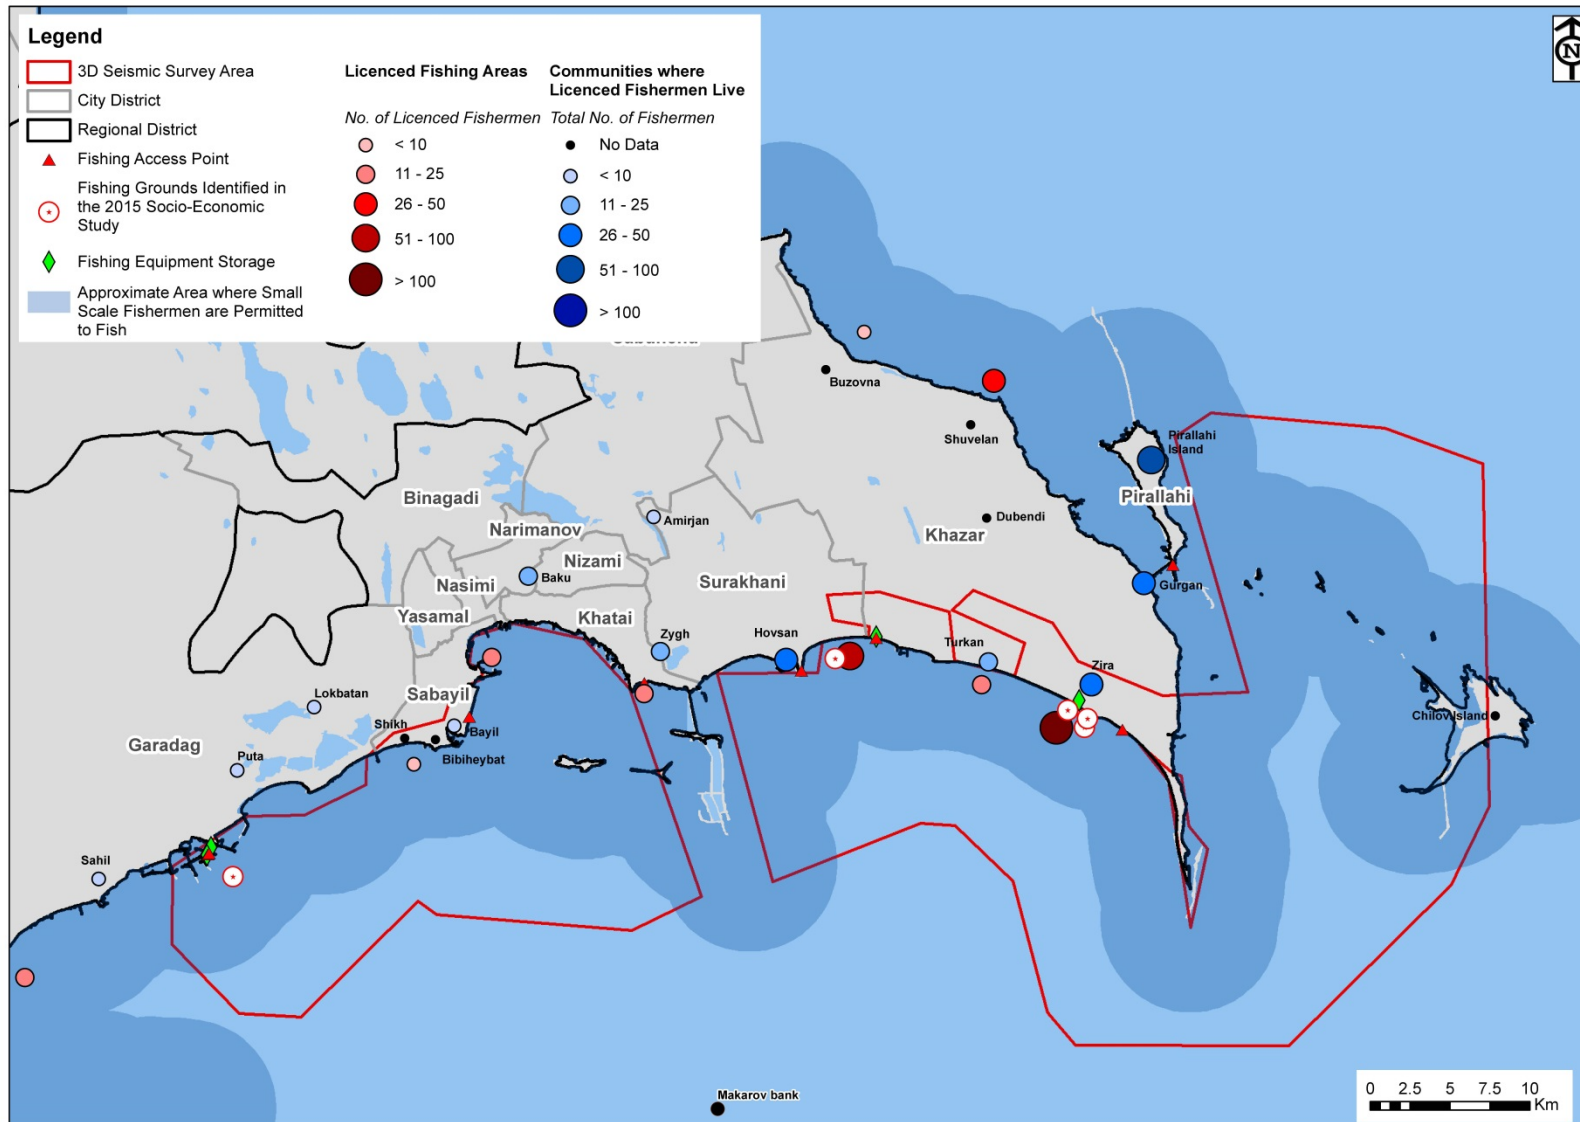 Legend
3D Seismic Survey Area
City District
Regional District
Fishing Access Point
Fishing Grounds Identified in
the 2015 Socio-Economic
Study
Fishing Equipment Storage
Approximate Area where Small
Scale Fishermen are Permitted
to Fish
Licenced Fishing Areas
No. of Licenced Fishermen
< 10
11 - 25
26 - 50
51 - 100
> 100
Communities where
Licenced Fishermen Live
Total No. of Fishermen
No Data
< 10
11 - 25
26 - 50
51 - 100
> 100
N
Buzovna
Shuvelan
Pirallahi
Island
Pirallahi
Binagadi
Narimanov
Amirjan
Dubendi
Khazar
Nizami
Surakhani
Baku
Nasimi
Gurgan
Yasamal
Khatai
Zygh
Hovsan
Turkan
Zira
Lokbatan
Sabayil
Shikh
Bayil
Bibiheybat
Chilov Island
Garadag
Puta
Sahil
Makarov bank
0 2.5 5 7.5 10
Km